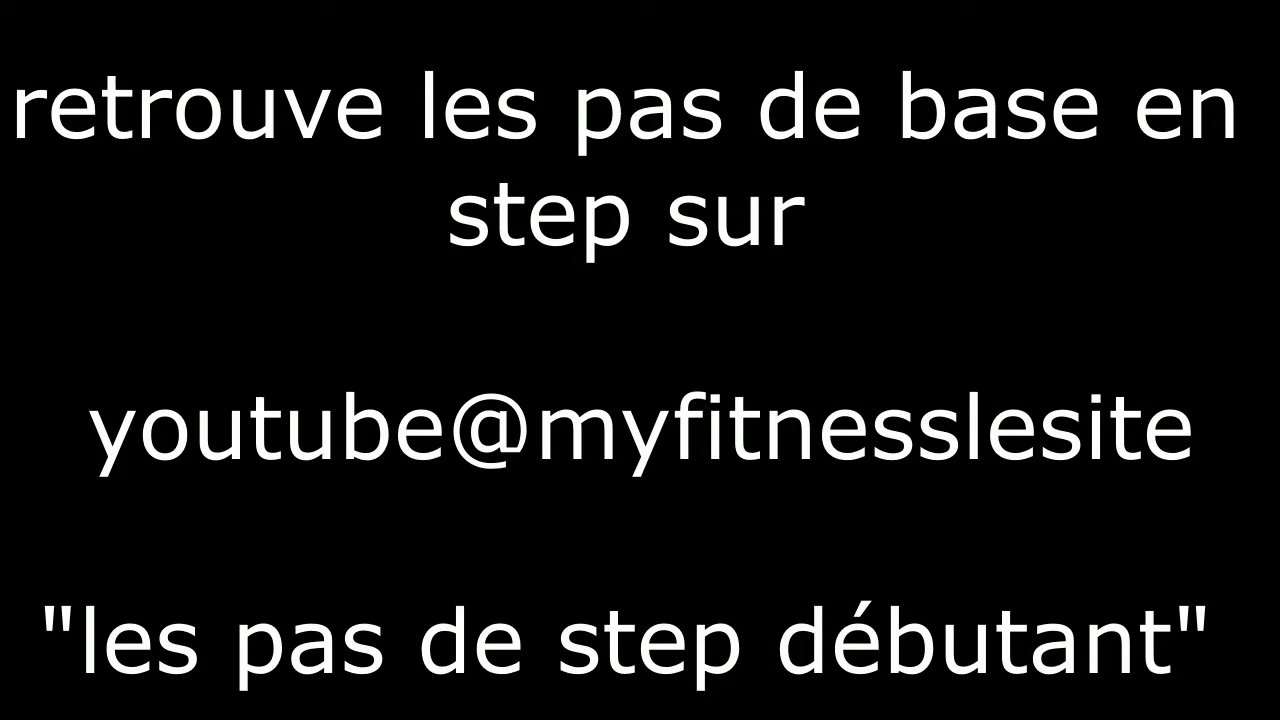 retrouve les pas de base en
step sur
youtube@myfitnesslesite
"les pas de step débutant"